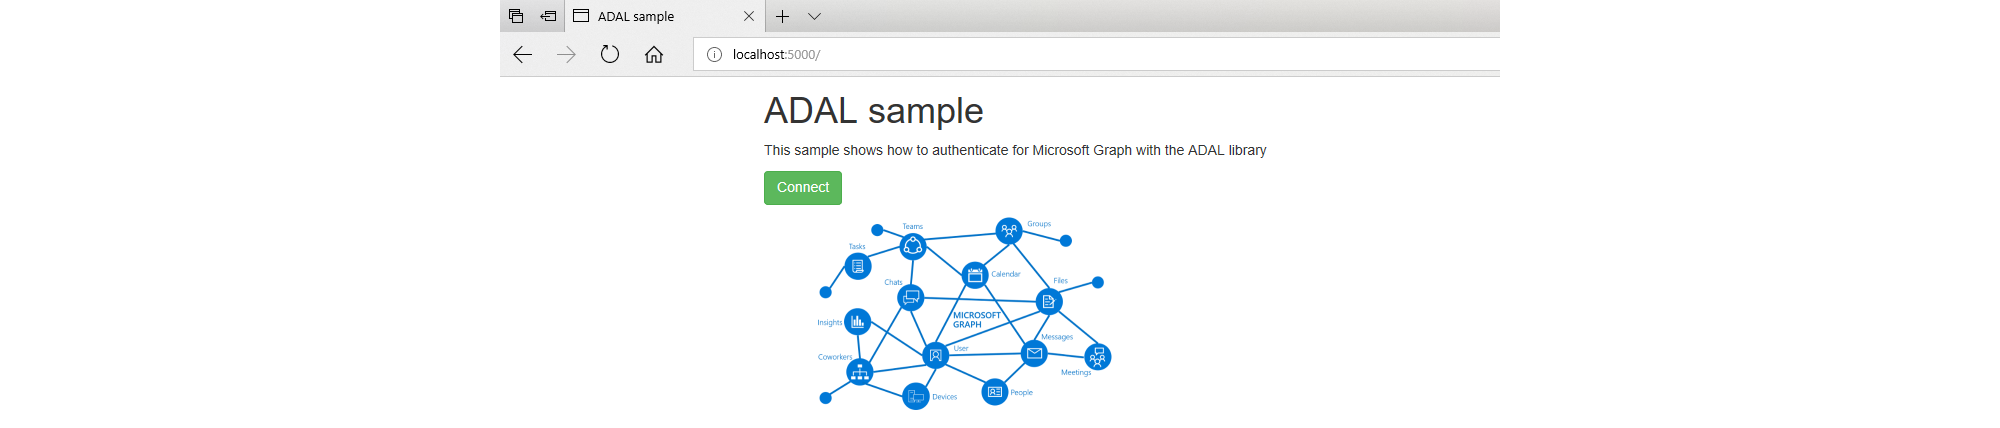 ADAL sample
localhost:5000/
ADAL sample
This sample shows how to authenticate for Microsoft Graph with the ADAL library
Connect
Teams
Groups
Tasks
Calendar
Chats
Files
Insights
MICROSOFT
GRAPH
Messages
Coworkers
User
Meetings
Devices
People